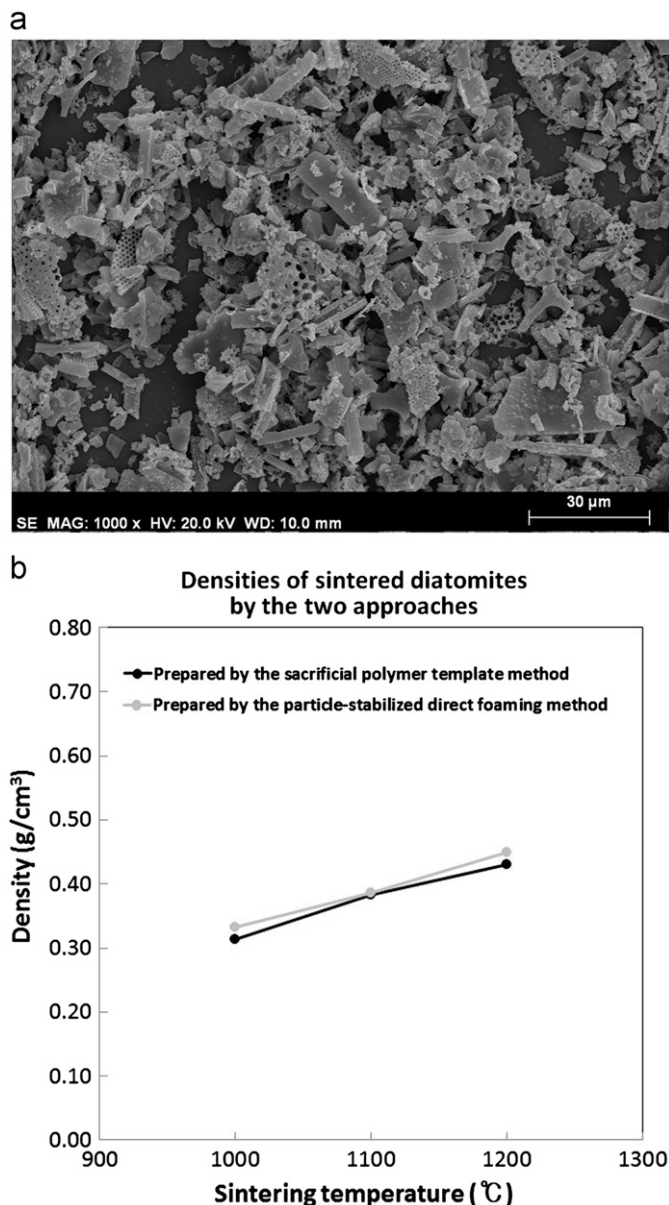 a
30 µm
SE MAG: 1000 x HV: 20.0 kV WD: 10.0 mm
b
Densities of sintered diatomites
by the two approaches
0.80
0.70
0.60
0.50
0.40
0.30
0.20
0.10
0.00
Density (g/cm³)
Prepared by the sacrificial polymer template method
Prepared by the particle-stabilized direct foaming method
900 1000 1100 1200 1300
Sintering temperature (℃)